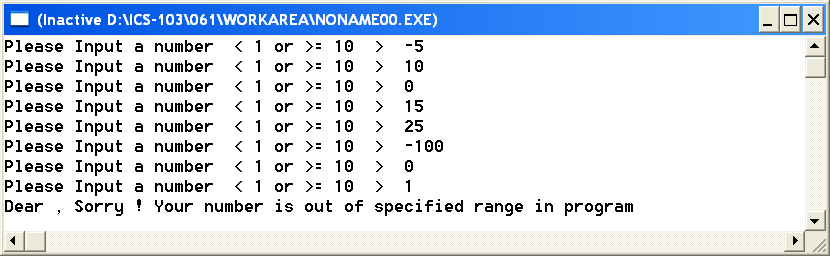 (Inactive D:\ICS-103\061\WORKAREA\NONAME00.EXE)
Please Input a number  < 1 or >= 10  >  -5
Please Input a number  < 1 or >= 10  >  10
Please Input a number  < 1 or >= 10  >  0
Please Input a number  < 1 or >= 10  >  15
Please Input a number  < 1 or >= 10  >  25
Please Input a number  < 1 or >= 10  >  -100
Please Input a number  < 1 or >= 10  >  0
Please Input a number  < 1 or >= 10  >  1
Dear , Sorry ! Your number is out of specified range in program